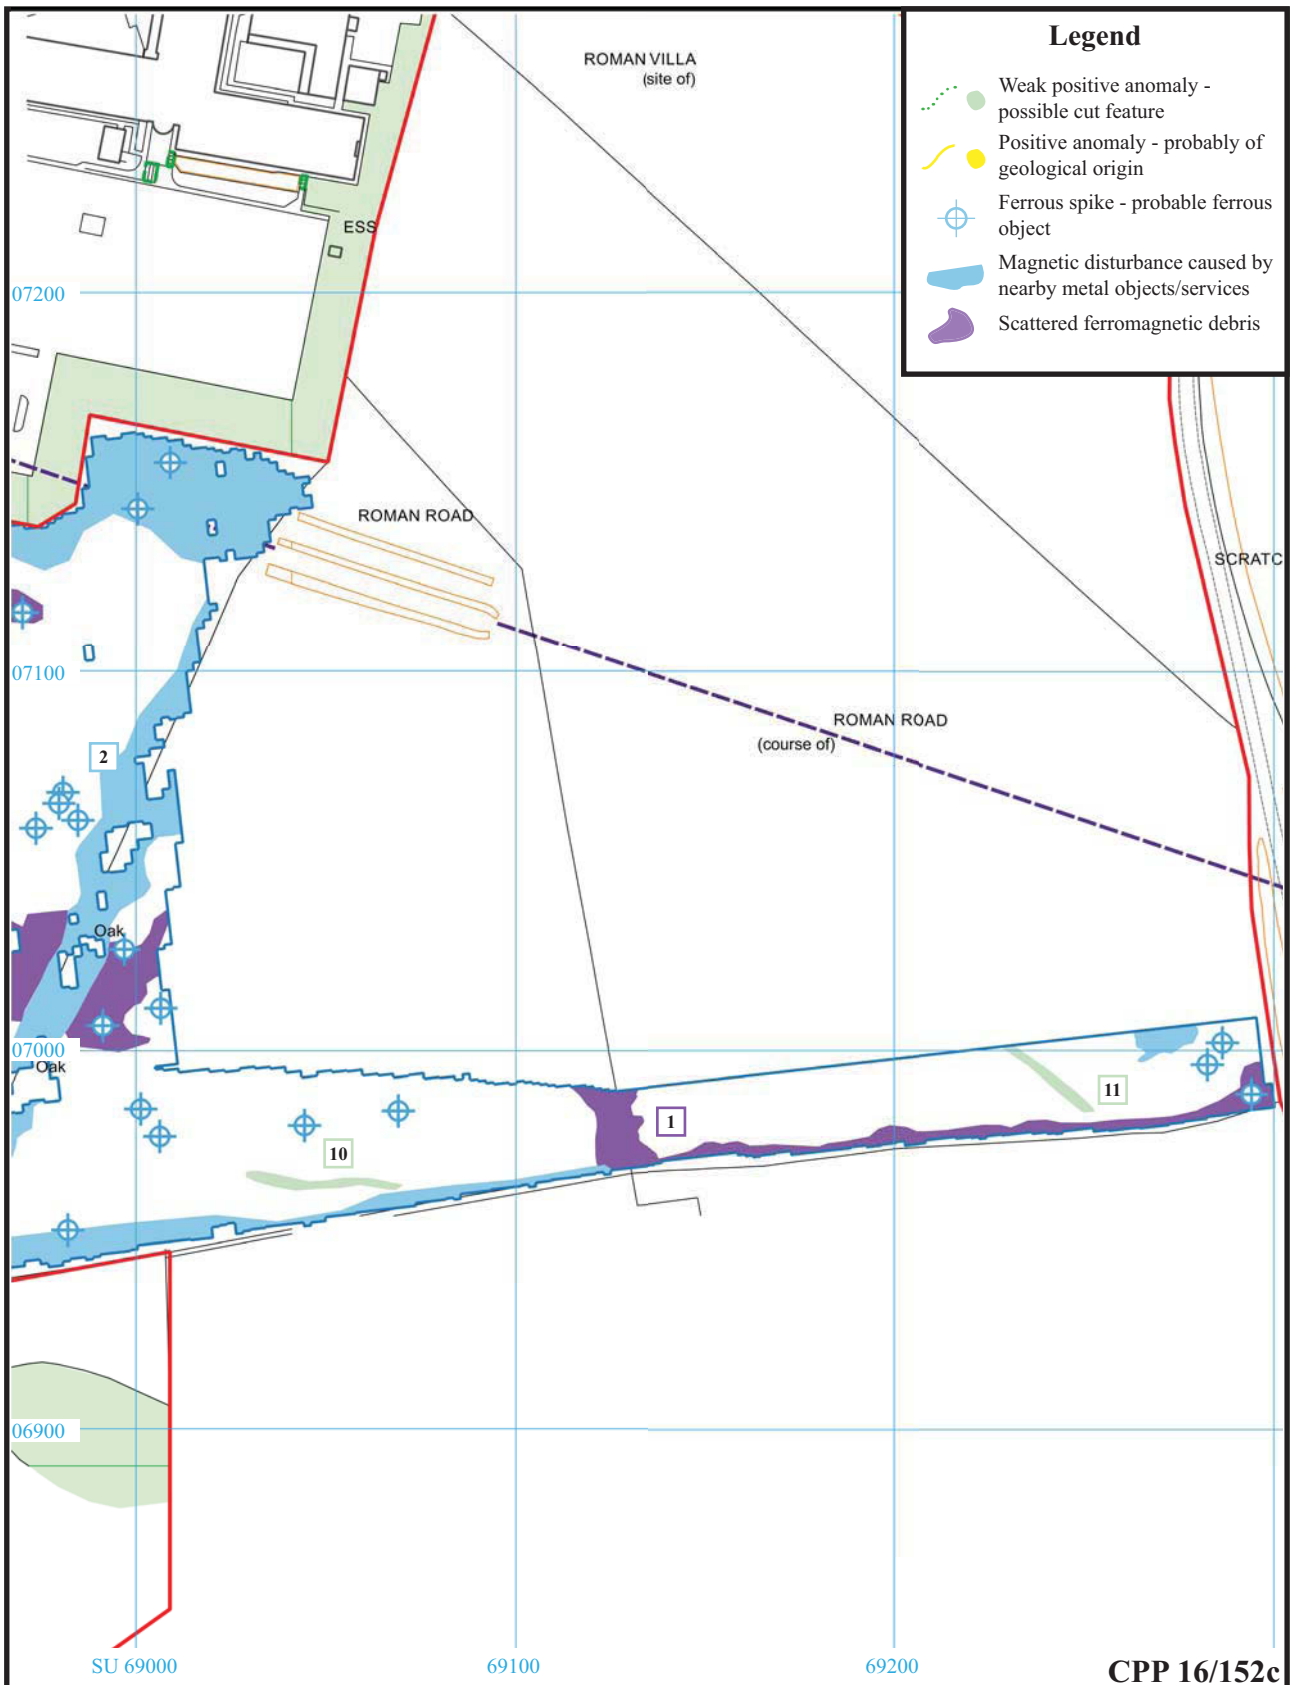 Legend
Weak positive anomaly -
possible cut feature
Positive anomaly - probably of
geological origin
Ferrous spike - probable ferrous
object
Magnetic disturbance caused by
nearby metal objects/services
Scattered ferromagnetic debris
ROMAN VILLA
(site of)
ESS
07200
ROMAN ROAD
SCRATC
07100
ROMAN ROAD
(course of)
2
Oak
07000
Oak
11
1
10
06900
SU 69000
69100
69200
CPP 16/152c